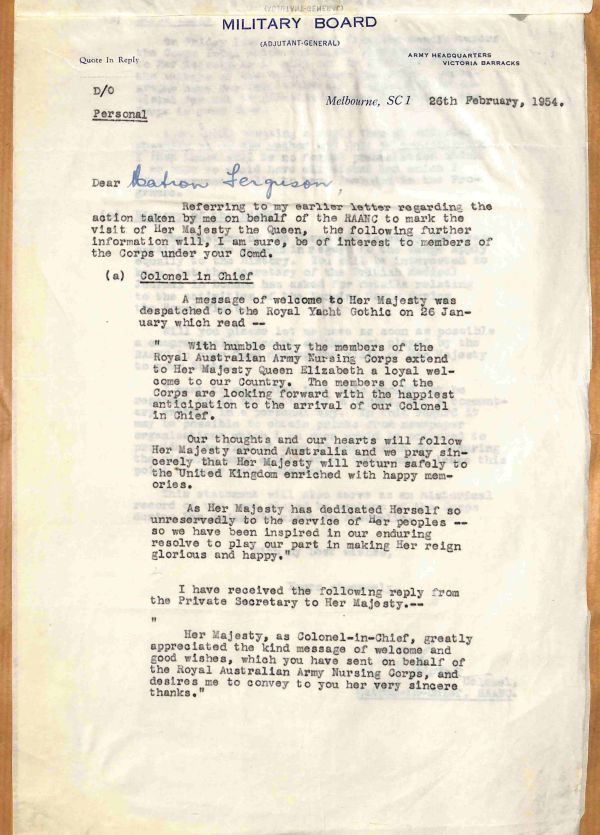 MILITARY BOARD
(ADJUTANT-GENERAL)
Quote In Reply
ARMY HEADQUARTERS
VICTORIA BARRACKS
D/O
Melbourne, SC1 26th February, 1954.
Personal
Dear Matron Ferguson,
Referring to my earlier letter regarding the
action taken by me on behalf of the RAANC to mark the
visit of Her Majesty the Queen, the following further
information will, I am sure, be of interest to members of
the Corps under your Comd.
(a) Colonel in Chief
A message of welcome to Her Majesty was
despatched to the Royal Yacht Gothic on 26 Jan-
uary which read --
" With humble duty the members of the
Royal Australian Army Nursing Corps extend
to Her Majesty Queen Elizabeth a loyal wel-
come to our Country. The members of the
Corps are looking forward with the happiest
anticipation to the arrival of our Colonel
in Chief.
Our thoughts and our hearts will follow
Her Majesty around Australia and we pray sin-
cerely that Her Majesty will return safely to
the United Kingdom enriched with happy mem-
ories.
As Her Majesty has dedicated Herself so
unreservedly to the service of Her peoples --
so we have been inspired in our enduring
resolve to play our part in making Her reign
glorious and happy."
I have received the following reply from
the Private Secretary to Her Majesty.--
"
Her Majesty, as Colonel-in-Chief, greatly
appreciated the kind message of welcome and
good wishes, which you have sent on behalf of
the Royal Australian Army Nursing Corps, and
desires me to convey to you her very sincere
thanks."